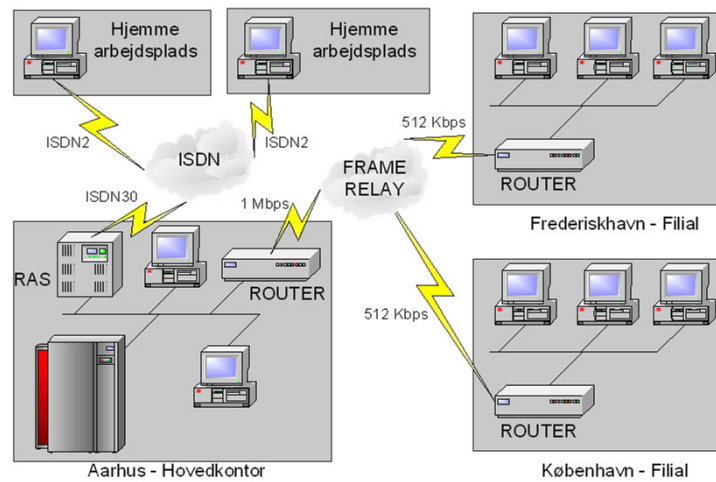 Hjemme
arbejdsplads
Hjemme
arbejdsplads
ISDN2
ISDN
ISDN2
512 Kbps
FRAME
RELAY
ROUTER
Frederiskhavn - Filial
ISDN30
1 Mbps
RAS
ROUTER
512 Kbps
ROUTER
Aarhus - Hovedkontor
København - Filial